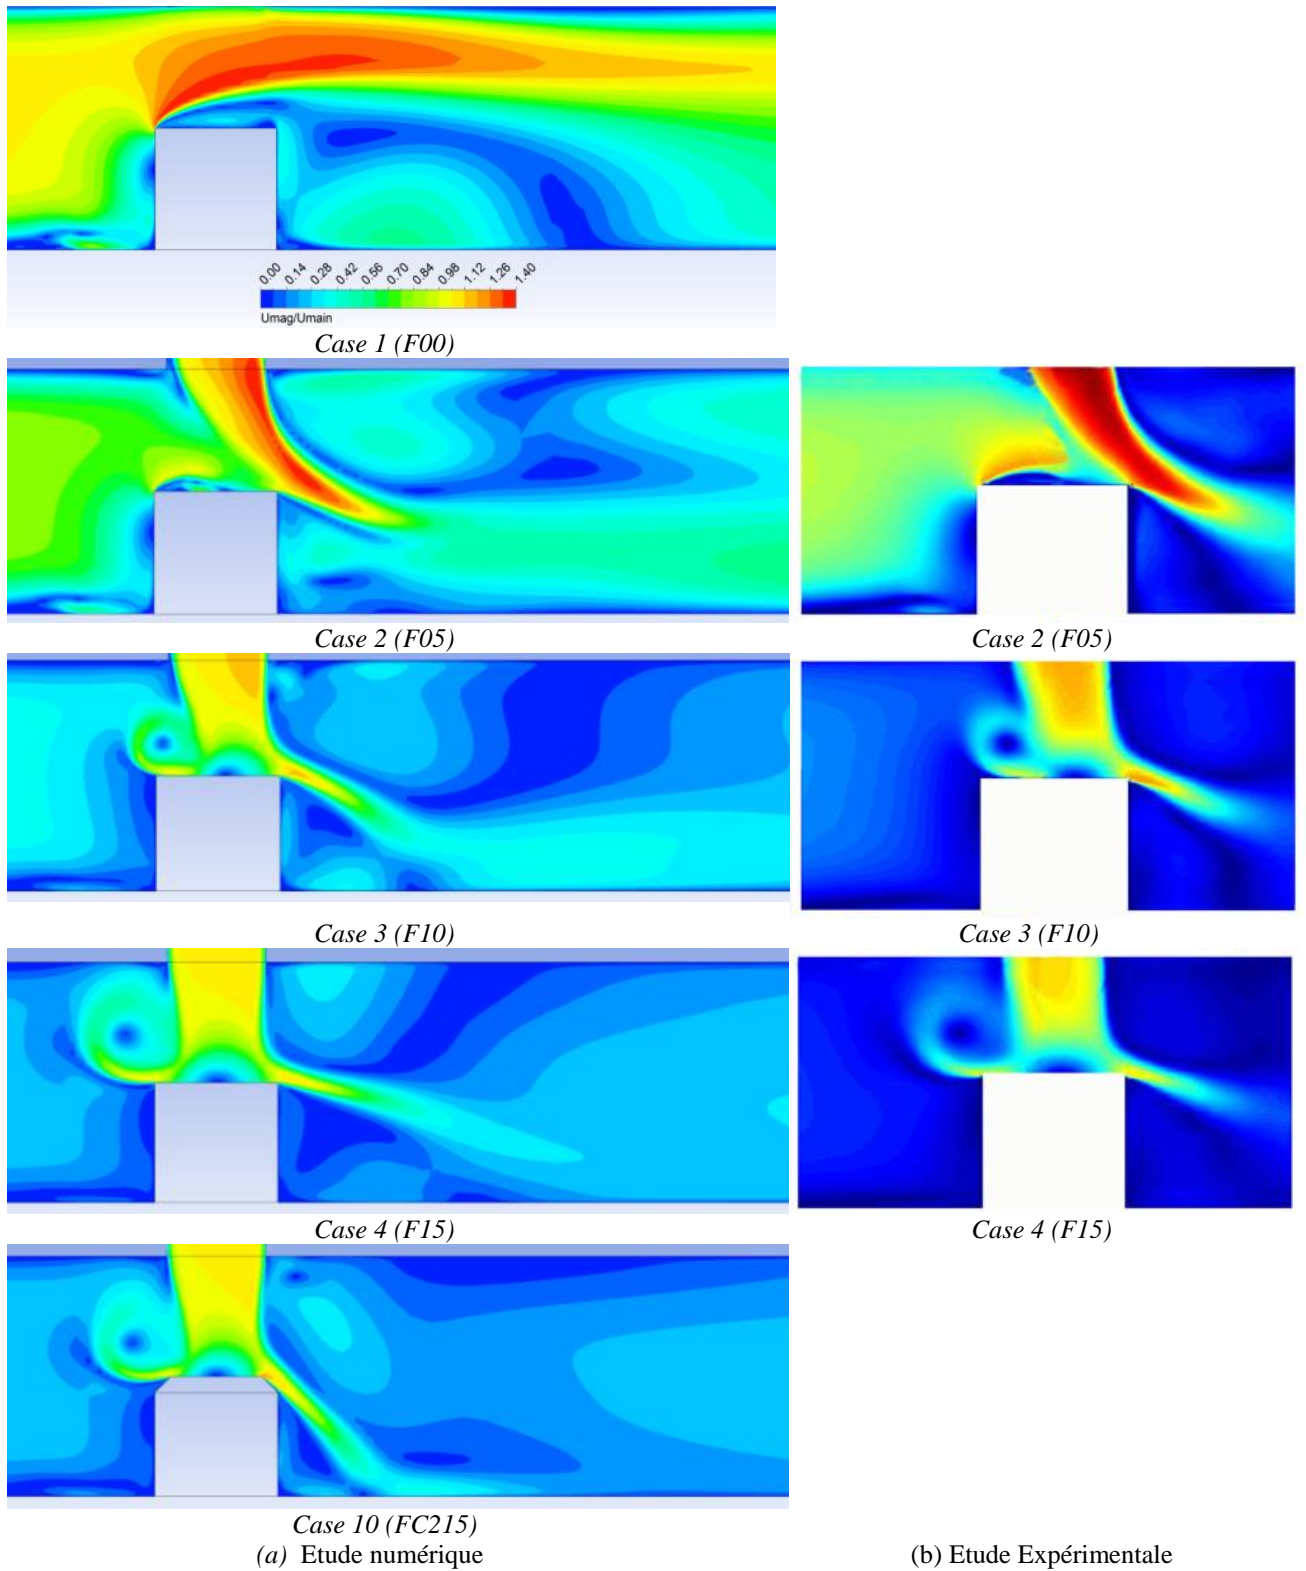 0.00 0.14 0.28 0.42 0.56 0.70 0.84 0.98 1.12 1.26 1.40
Umag/Umain
Case 1 (F00)
Case 2 (F05) Case 2 (F05)
Case 3 (F10) Case 3 (F10)
Case 4 (F15) Case 4 (F15)
Case 10 (FC215)
(a) Etude numérique (b) Etude Expérimentale